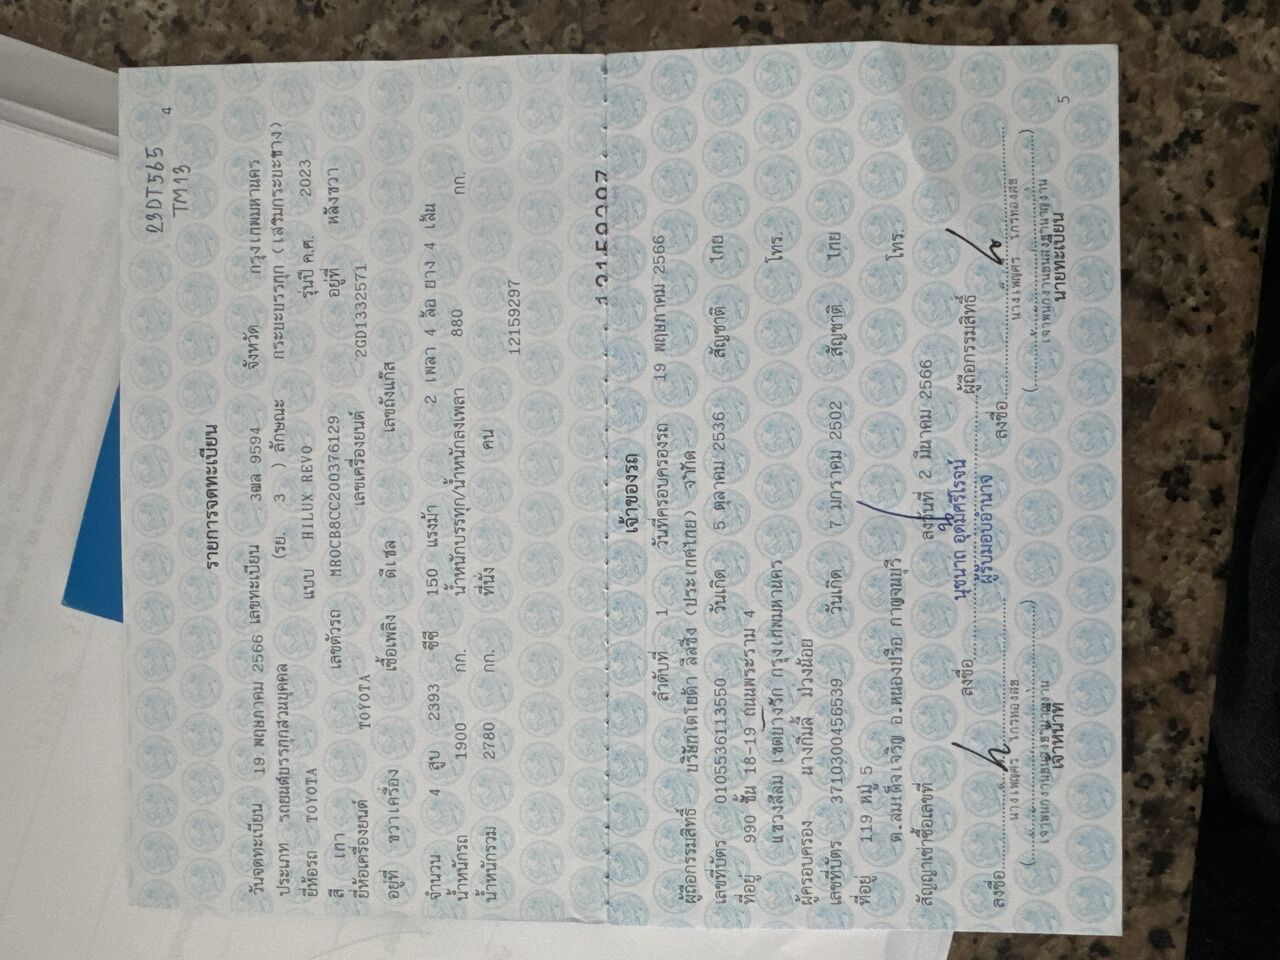 23DT565
TM13
4
รายการจดทะเบียน
วันจดทะเบียน 19 พฤษภาคม 2566 เลขทะเบียน 3ฒล 9594 จังหวัด กรุงเทพมหานคร
ประเภท รถยนต์บรรทุกส่วนบุคคล (รย. 3 ) ลักษณะ กระบะบรรทุก (เสริมกระบะข้าง)
ยี่ห้อรถ TOYOTA แบบ HILUX REVO รุ่นปี ค.ศ. 2023
สี เทา เลขตัวรถ MR0CB8CC200376129 อยู่ที่ หลังขวา
ยี่ห้อเครื่องยนต์ TOYOTA เลขเครื่องยนต์ 2GD1332571
อยู่ที่ ขวาเครื่อง เชื้อเพลิง ดีเซล เลขถังแก๊ส
จำนวน 4 สูบ 2393 ซีซี 150 แรงม้า 2 เพลา 4 ล้อ ยาง 4 เส้น
น้ำหนักรถ 1900 กก. น้ำหนักบรรทุก/น้ำหนักลงเพลา 880 กก.
น้ำหนักรวม 2780 กก. ที่นั่ง คน
12159297
เจ้าของรถ
ลำดับที่ 1 วันที่ครอบครองรถ 19 พฤษภาคม 2566
ผู้ถือกรรมสิทธิ์ บริษัทโตโยต้า ลีสซิ่ง (ประเทศไทย) จำกัด
เลขที่บัตร 0105536113550 วันเกิด 5 ตุลาคม 2536 สัญชาติ ไทย
ที่อยู่ 990 ชั้น 18-19 ถนนพระราม 4
แขวงสีลม เขตบางรัก กรุงเทพมหานคร โทร.
ผู้ครอบครอง นางกิมลี้ ม่วงน้อย
เลขที่บัตร 3710300456539 วันเกิด 7 มกราคม 2502 สัญชาติ ไทย
ที่อยู่ 119 หมู่ 5
ต.สมเด็จเจริญ อ.หนองปรือ กาญจนบุรี โทร.
สัญญาเช่าซื้อเลขที่ ลงวันที่ 2 มีนาคม 2566
นุชนาถ อุดมศรีโรจน์
ลงชื่อ ผู้ถือกรรมสิทธิ์
ผู้รับมอบอำนาจ
ลงชื่อ ลงชื่อ
เจ้าหน้าที่ นายทะเบียน
5